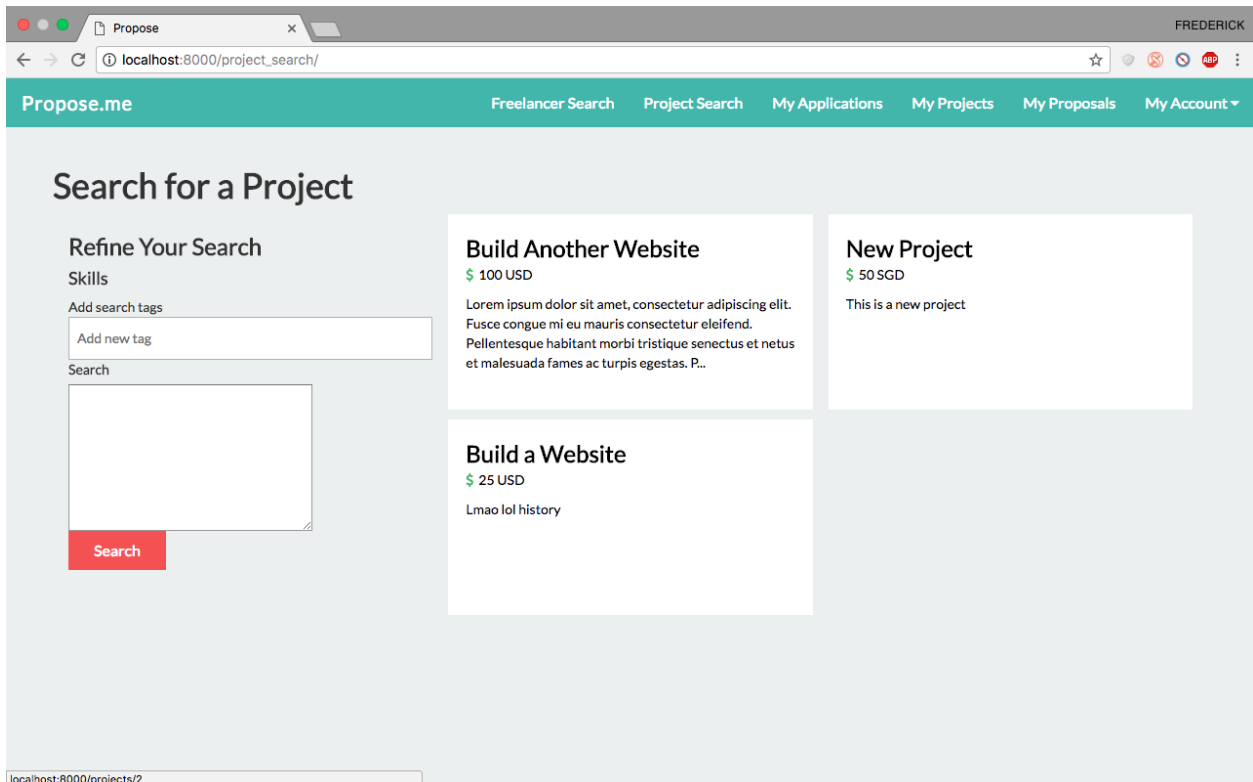 Propose
FREDERICK
localhost:8000/project_search/
ABP
Propose.me
Freelancer Search
Project Search
My Applications
My Projects
My Proposals
My Account
Search for a Project
Refine Your Search
Skills
Add search tags
Add new tag
Search
Search
Build Another Website
$ 100 USD
Lorem ipsum dolor sit amet, consectetur adipiscing elit.
Fusce congue mi eu mauris consectetur eleifend.
Pellentesque habitant morbi tristique senectus et netus
et malesuada fames ac turpis egestas. P...
New Project
$ 50 SGD
This is a new project
Build a Website
$ 25 USD
Lmao lol history
localhost:8000/projects/2